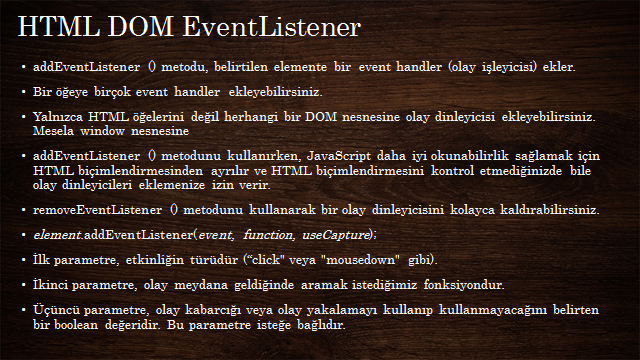 HTML DOM EventListener
• addEventListener () metodu, belirtilen elemente bir event handler (olay işleyicisi) ekler.
• Bir öğeye birçok event handler ekleyebilirsiniz.
• Yalnızca HTML öğelerini değil herhangi bir DOM nesnesine olay dinleyicisi ekleyebilirsiniz.
Mesela window nesnesine
• addEventListener () metodunu kullanırken, JavaScript daha iyi okunabilirlik sağlamak için
HTML biçimlendirmesinden ayrılır ve HTML biçimlendirmesini kontrol etmediğinizde bile
olay dinleyicileri eklemenize izin verir.
• removeEventListener () metodunu kullanarak bir olay dinleyicisini kolayca kaldırabilirsiniz.
• element.addEventListener(event, function, useCapture);
• İlk parametre, etkinliğin türüdür (“click" veya "mousedown" gibi).
• İkinci parametre, olay meydana geldiğinde aramak istediğimiz fonksiyondur.
• Üçüncü parametre, olay kabarcığı veya olay yakalamayı kullanıp kullanmayacağını belirten
bir boolean değeridir. Bu parametre isteğe bağlıdır.